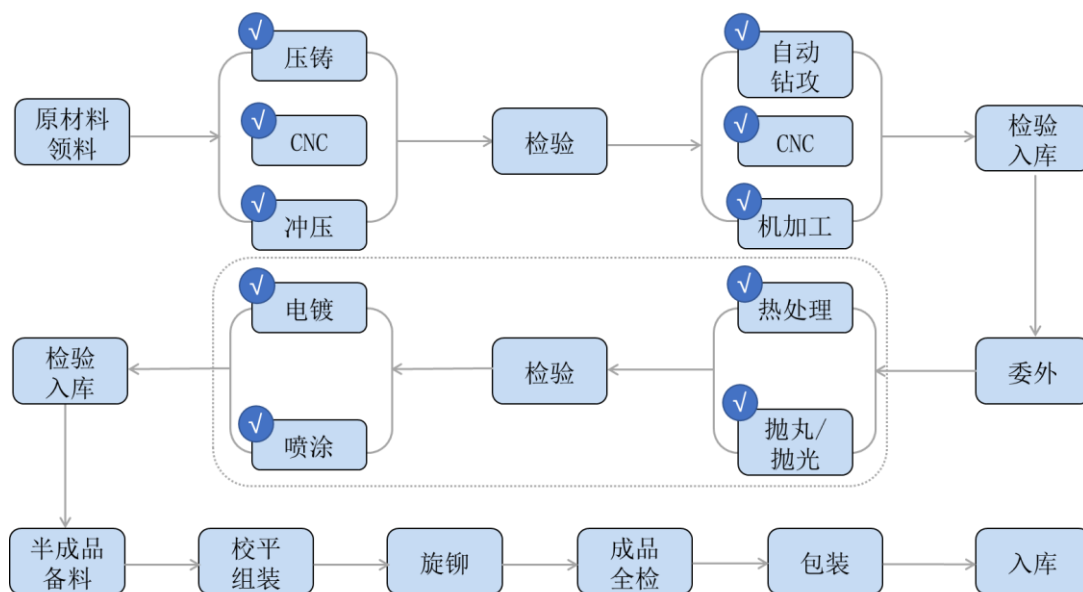 √
压铸
√
自动
钻攻
原材料
领料
√
CNC
检验
√
CNC
检验
入库
√
冲压
√
机加工
√
电镀
√
热处理
检验
入库
检验
委外
√
喷涂
√
抛丸/
抛光
半成品
备料
校平
组装
旋铆
成品
全检
包装
入库